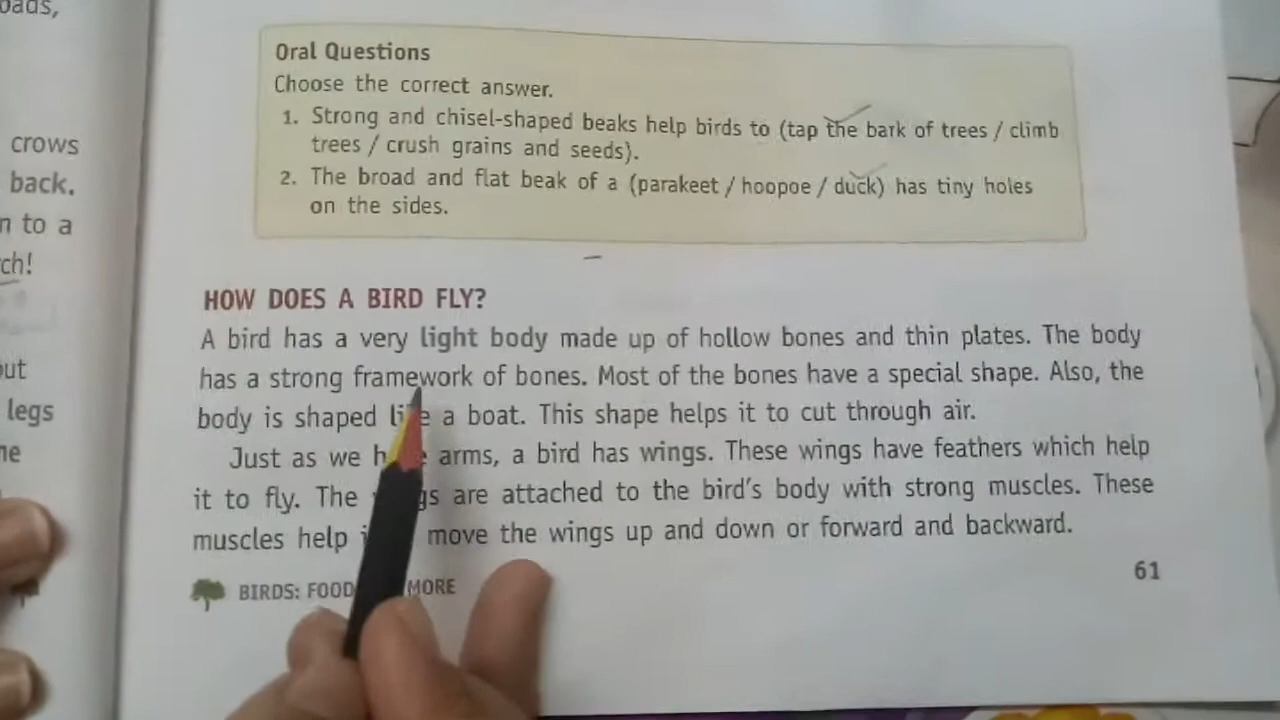 oads,
crows
back.
n to a
ch!
out
legs
ne
Oral Questions
Choose the correct answer.
1. Strong and chisel-shaped beaks help birds to (tap the bark of trees / climb
trees / crush grains and seeds).
2. The broad and flat beak of a (parakeet / hoopoe / duck) has tiny holes
on the sides.
HOW DOES A BIRD FLY?
A bird has a very light body made up of hollow bones and thin plates. The body
has a strong framework of bones. Most of the bones have a special shape. Also, the
body is shaped like a boat. This shape helps it to cut through air.
Just as we have arms, a bird has wings. These wings have feathers which help
it to fly. The wings are attached to the bird's body with strong muscles. These
muscles help move the wings up and down or forward and backward.
BIRDS: FOOD MORE
61